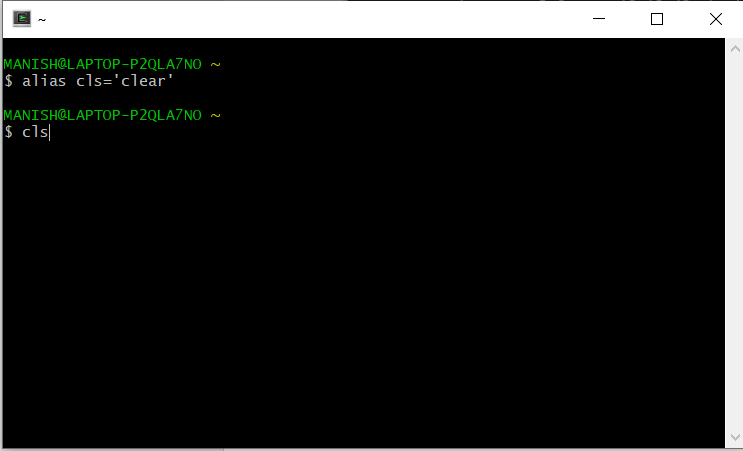 ~
MANISH@LAPTOP-P2QLA7NO ~
$ alias cls='clear'
MANISH@LAPTOP-P2QLA7NO ~
$ cls